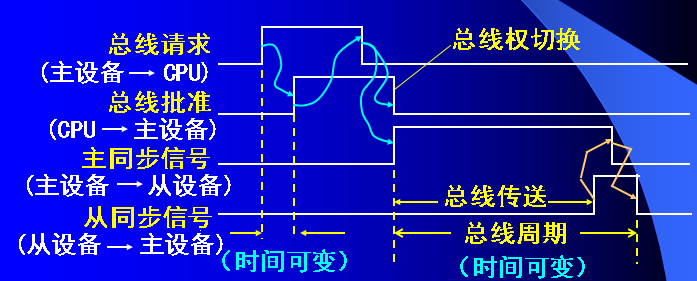 总线请求
(主设备→CPU)
总线权切换
总线批准
(CPU→主设备)
主同步信号
(主设备→从设备)
总线传送
从同步信号
(从设备→主设备)
总线周期
(时间可变)
(时间可变)